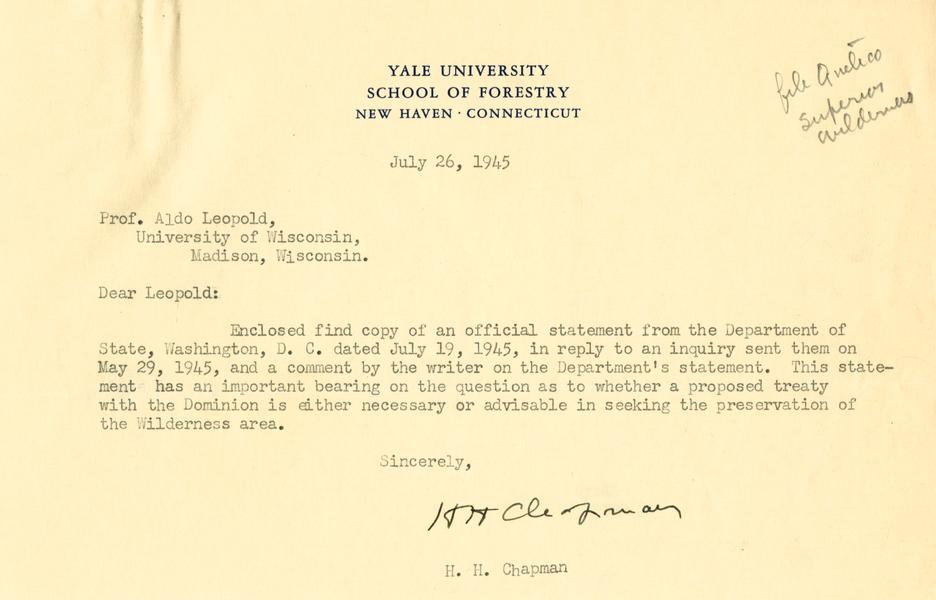 YALE UNIVERSITY
SCHOOL OF FORESTRY
NEW HAVEN · CONNECTICUT
file Quetico
Superior
Wilderness
July 26, 1945
Prof. Aldo Leopold,
University of Wisconsin,
Madison, Wisconsin.
Dear Leopold:
Enclosed find copy of an official statement from the Department of
State, Washington, D. C. dated July 19, 1945, in reply to an inquiry sent them on
May 29, 1945, and a comment by the writer on the Department's statement. This state-
ment has an important bearing on the question as to whether a proposed treaty
with the Dominion is either necessary or advisable in seeking the preservation of
the Wilderness area.
Sincerely,
H H Chapman
H. H. Chapman